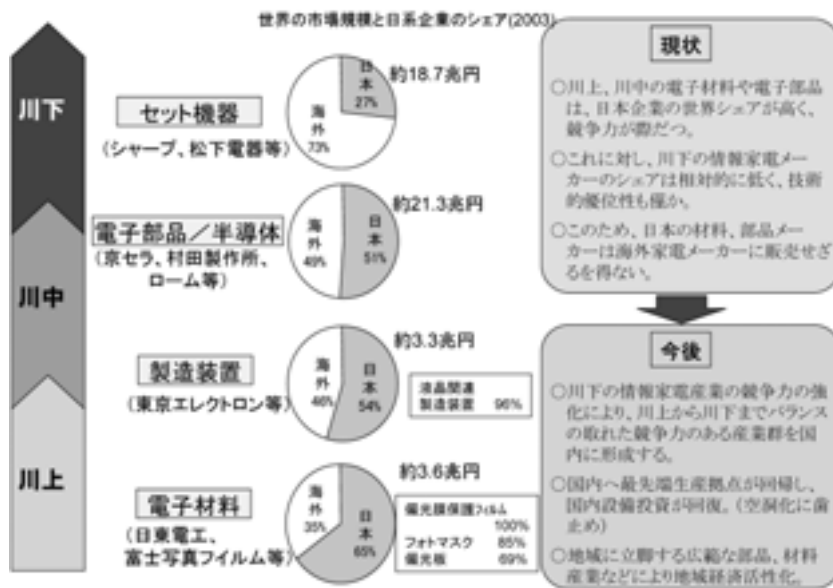 世界の市場規模と日系企業のシェア(2003)
川下
セット機器
(シャープ、松下電器等)
日本
27%
海外
73%
約18.7兆円
川中
電子部品／半導体
(京セラ、村田製作所、
ローム等)
日本
51%
海外
49%
約21.3兆円
製造装置
(東京エレクトロン等)
日本
54%
海外
46%
約3.3兆円
液晶関連
製造装置 96%
川上
電子材料
(日東電工、
富士写真フイルム等)
日本
65%
海外
35%
約3.6兆円
偏光膜保護フィルム
100%
フォトマスク 85%
偏光板 69%
現状
○川上、川中の電子材料や電子部品
は、日本企業の世界シェアが高く、
競争力が際だつ。
○これに対し、川下の情報家電メー
カーのシェアは相対的に低く、技術
的優位性も僅か。
○このため、日本の材料、部品メー
カーは海外家電メーカーに販売せざ
るを得ない。
今後
○川下の情報家電産業の競争力の強
化により、川上から川下までバランス
の取れた競争力のある産業群を国
内に形成する。
○国内へ最先端生産拠点が回帰し、
国内設備投資が回復。(空洞化に歯
止め)
○地域に立脚する広範な部品、材料
産業などにより地域経済活性化。